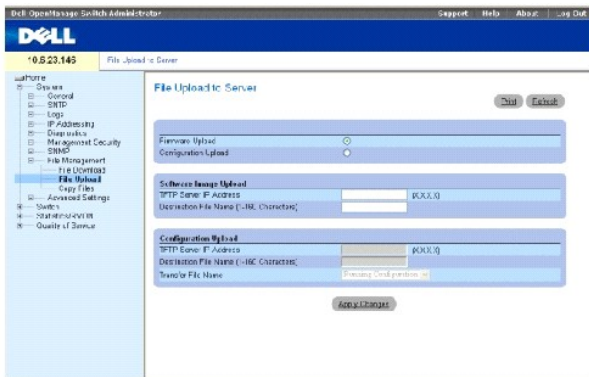 Dell OpenManage Switch Administrator
Support Help About Log Out
DELL
10.6.23.146
File Upload to Server
Home
System
General
SNTP
Logs
IP Addressing
Diagnostics
Management Security
SNMP
File Management
File Download
File Upload
Copy Files
Advanced Settings
Switch
Statistics/RMON
Quality of Service
File Upload to Server
Print Refresh
Firmware Upload
Configuration Upload
Software Image Upload
TFTP Server IP Address (X.X.X.X)
Destination File Name (1-160 Characters)
Configuration Upload
TFTP Server IP Address (X.X.X.X)
Destination File Name (1-160 Characters)
Transfer File Name Running Configuration
Apply Changes